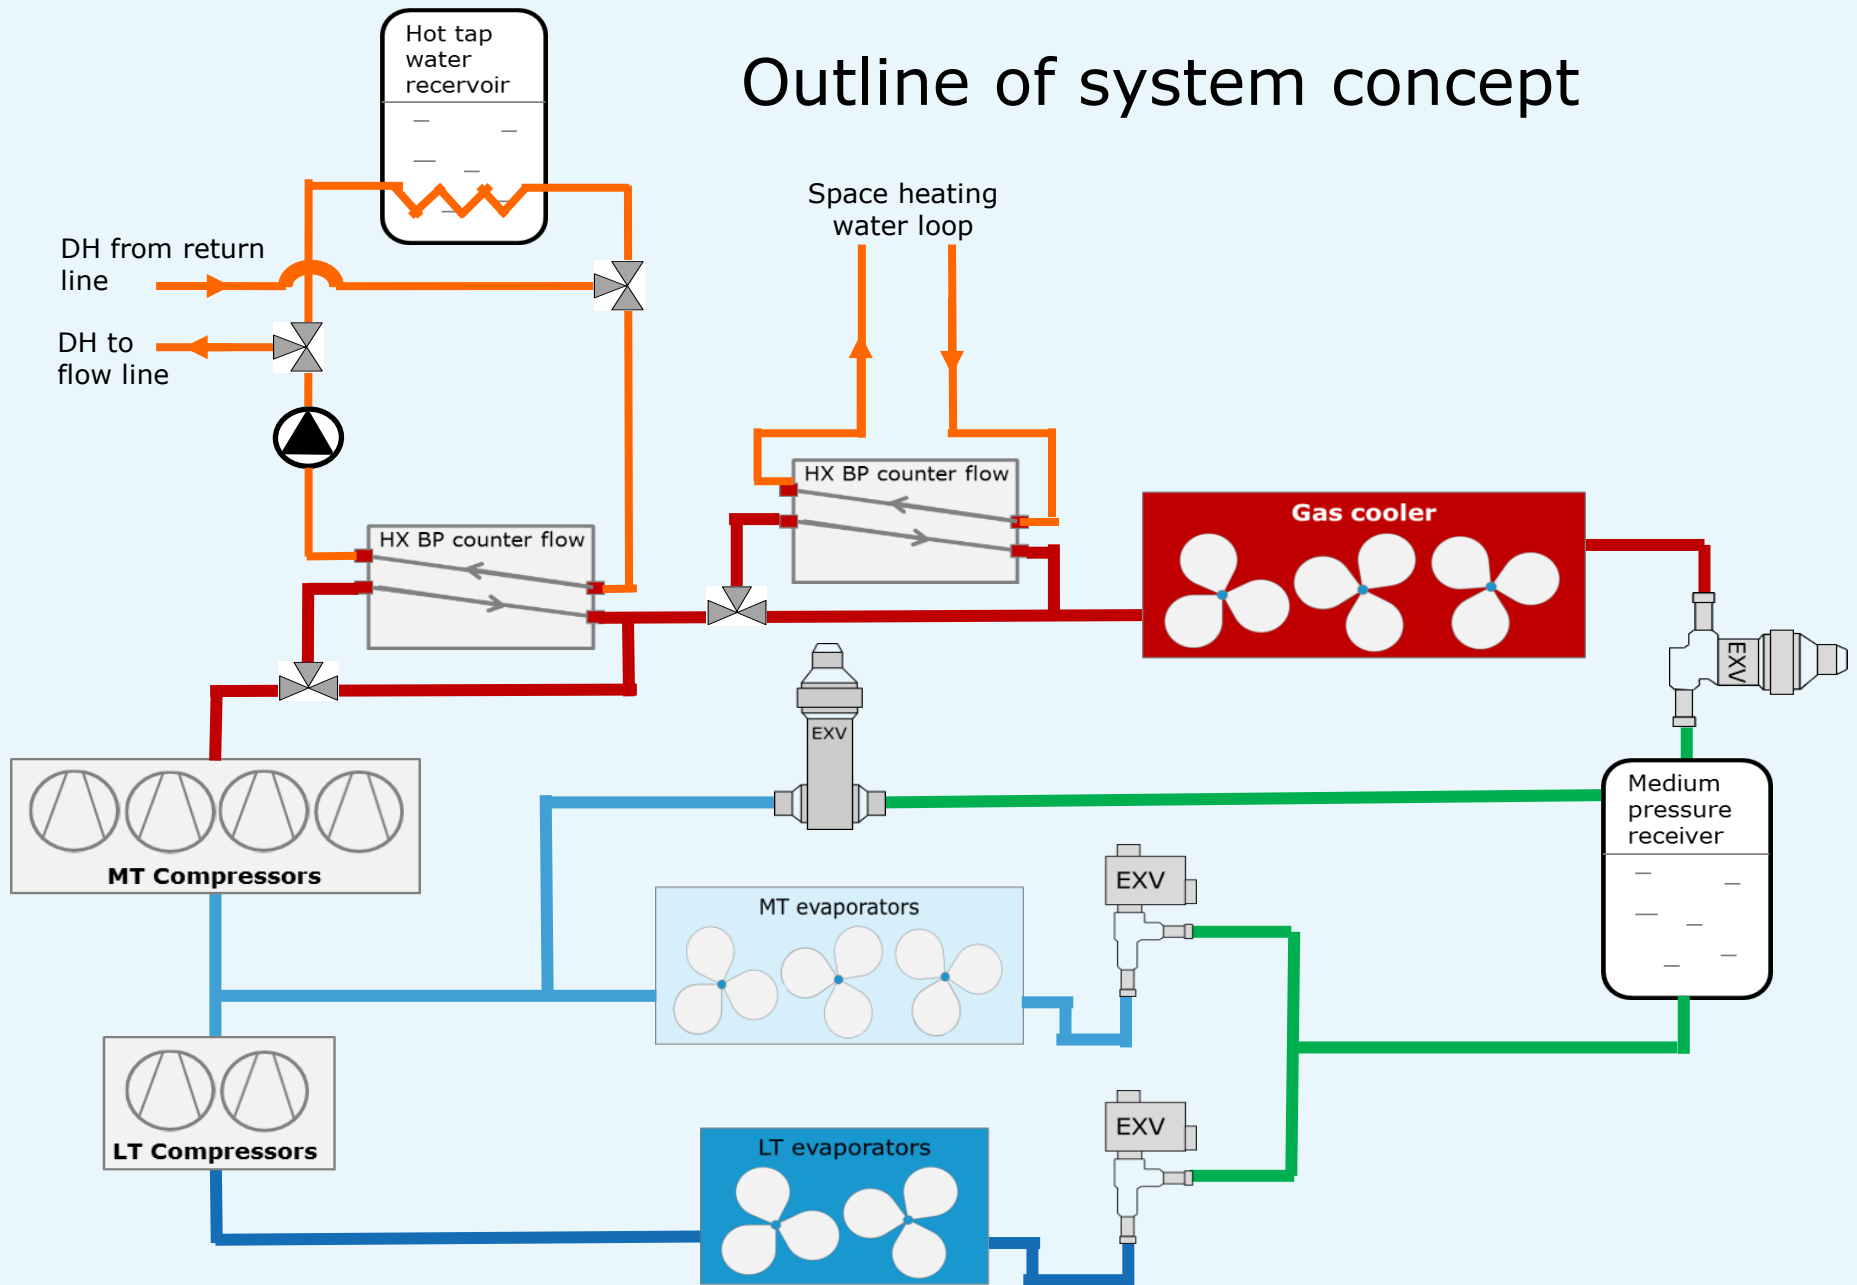 Hot tap
water
recervoir
Outline of system concept
Space heating
water loop
DH from return
line
DH to
flow line
HX BP counter flow
HX BP counter flow
Gas cooler
EXV
EXV
Medium
pressure
receiver
MT Compressors
EXV
MT evaporators
EXV
LT Compressors
LT evaporators